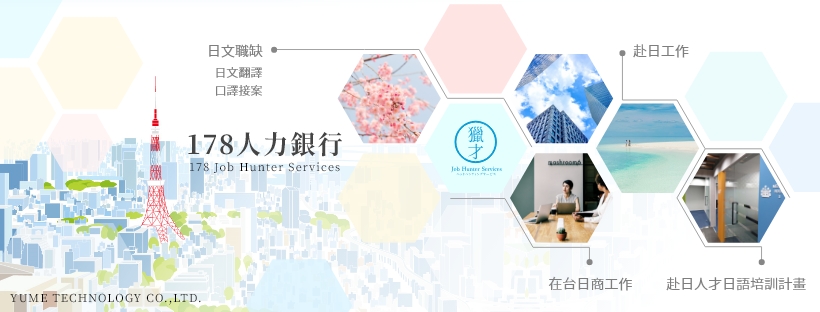 日文職缺
日文翻譯
口譯接案
赴日工作
178人力銀行
178 Job Hunter Services
獵
才
Job Hunter Services
mushrooms
在台日商工作
赴日人才日語培訓計畫
YUME TECHNOLOGY CO.,LTD.